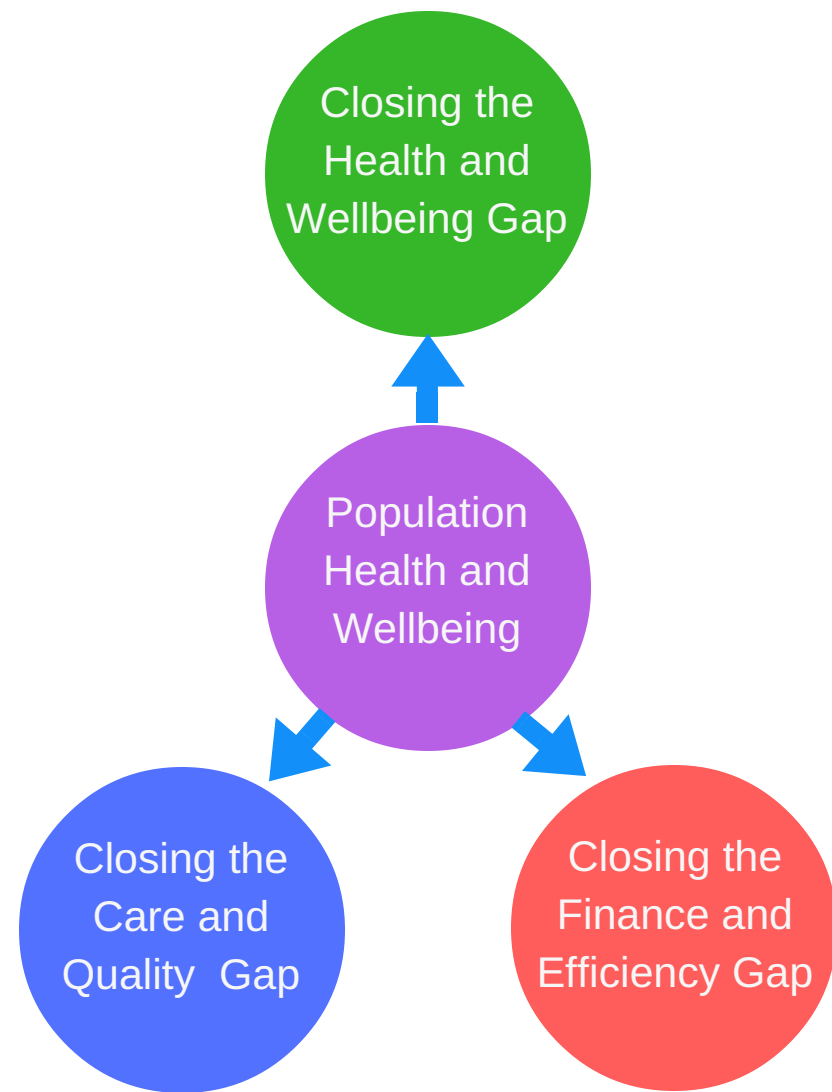 Closing the
Health and
Wellbeing Gap
Population
Health and
Wellbeing
Closing the
Care and
Quality  Gap
Closing the
Finance and
Efficiency Gap